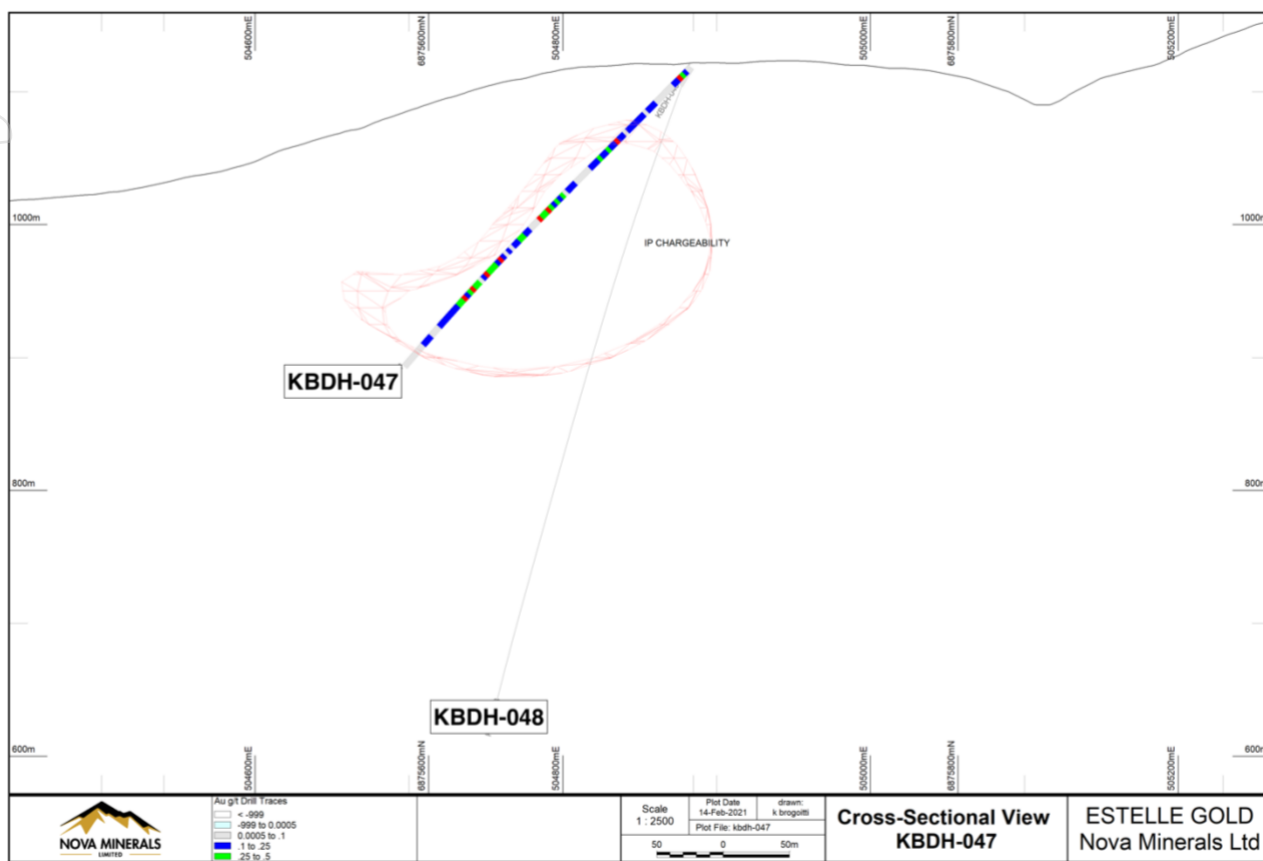 504600mE
6875600mN
504800mE
505000mE
6875800mN
505200mE
KBDH-0
1000m
1000m
IP CHARGEABILITY
KBDH-047
800m
800m
KBDH-048
600m
600m
504600mE
6875600mN
504800mE
505000mE
6875800mN
505200mE
NOVA MINERALS
LIMITED
Au g/t Drill Traces
< -999
-999 to 0.0005
0.0005 to .1
.1 to .25
.25 to .5
Scale
1 : 2500
Plot Date
14-Feb-2021
drawn:
k brogoitti
Plot File: kbdh-047
50 0 50m
Cross-Sectional View
KBDH-047
ESTELLE GOLD
Nova Minerals Ltd